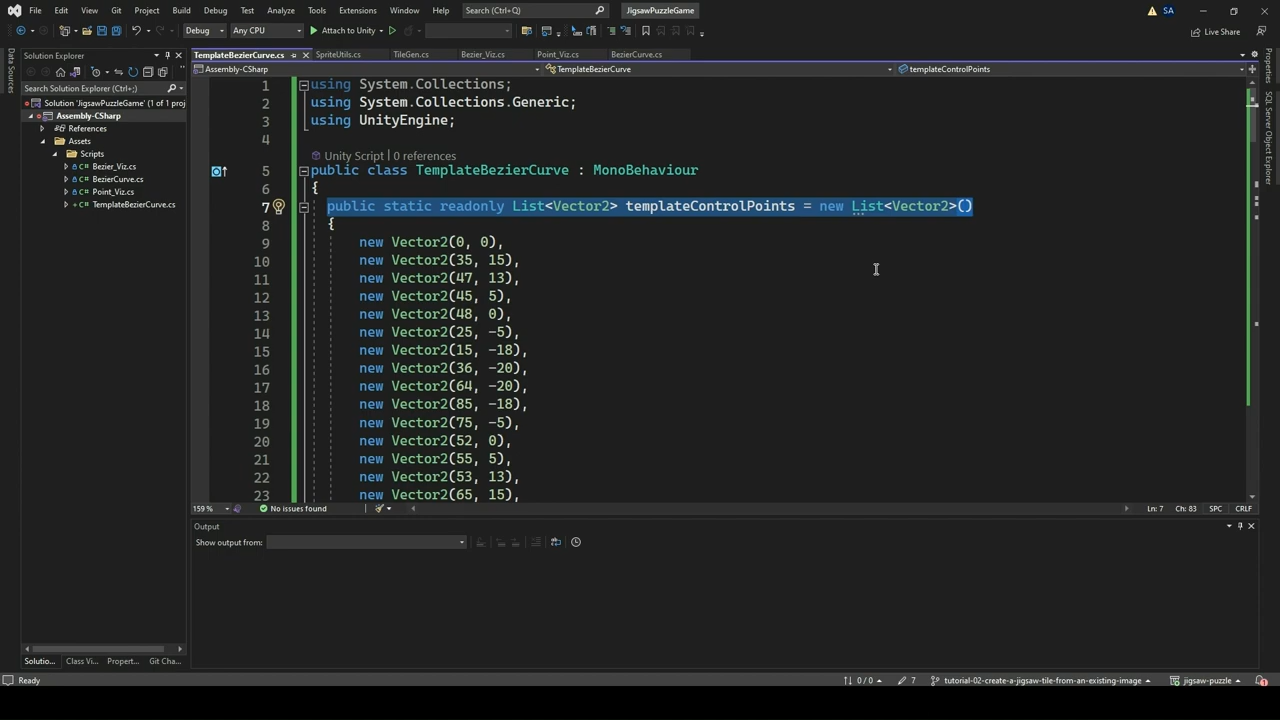 File Edit View Git Project Build Debug Test Analyze Tools Extensions Window Help Search (Ctrl+Q) JigsawPuzzleGame SA
Debug Any CPU Attach to Unity Live Share
Solution Explorer
TemplateBezierCurve.cs SpriteUtils.cs TileGen.cs Bezier_Viz.cs Point_Viz.cs BezierCurve.cs
Assembly-CSharp TemplateBezierCurve templateControlPoints
Data Sources
Search Solution Explorer (Ctrl+;)
Solution 'JigsawPuzzleGame' (1 of 1 proj
Assembly-CSharp
References
Assets
Scripts
Bezier_Viz.cs
BezierCurve.cs
Point_Viz.cs
TemplateBezierCurve.cs
Soluti... Class Vi... Propert... Git Cha...
1 using System.Collections;
2 using System.Collections.Generic;
3 using UnityEngine;
4
Unity Script | 0 references
5 public class TemplateBezierCurve : MonoBehaviour
6 {
7 public static readonly List<Vector2> templateControlPoints = new List<Vector2>()
8 {
9 new Vector2(0, 0),
10 new Vector2(35, 15),
11 new Vector2(47, 13),
12 new Vector2(45, 5),
13 new Vector2(48, 0),
14 new Vector2(25, -5),
15 new Vector2(15, -18),
16 new Vector2(36, -20),
17 new Vector2(64, -20),
18 new Vector2(85, -18),
19 new Vector2(75, -5),
20 new Vector2(52, 0),
21 new Vector2(55, 5),
22 new Vector2(53, 13),
23 new Vector2(65, 15),
159 % No issues found Ln: 7 Ch: 83 SPC CRLF
Output
Show output from:
Properties
SQL Server Object Explorer
Ready 0 / 0 7 tutorial-02-create-a-jigsaw-tile-from-an-existing-image jigsaw-puzzle 1